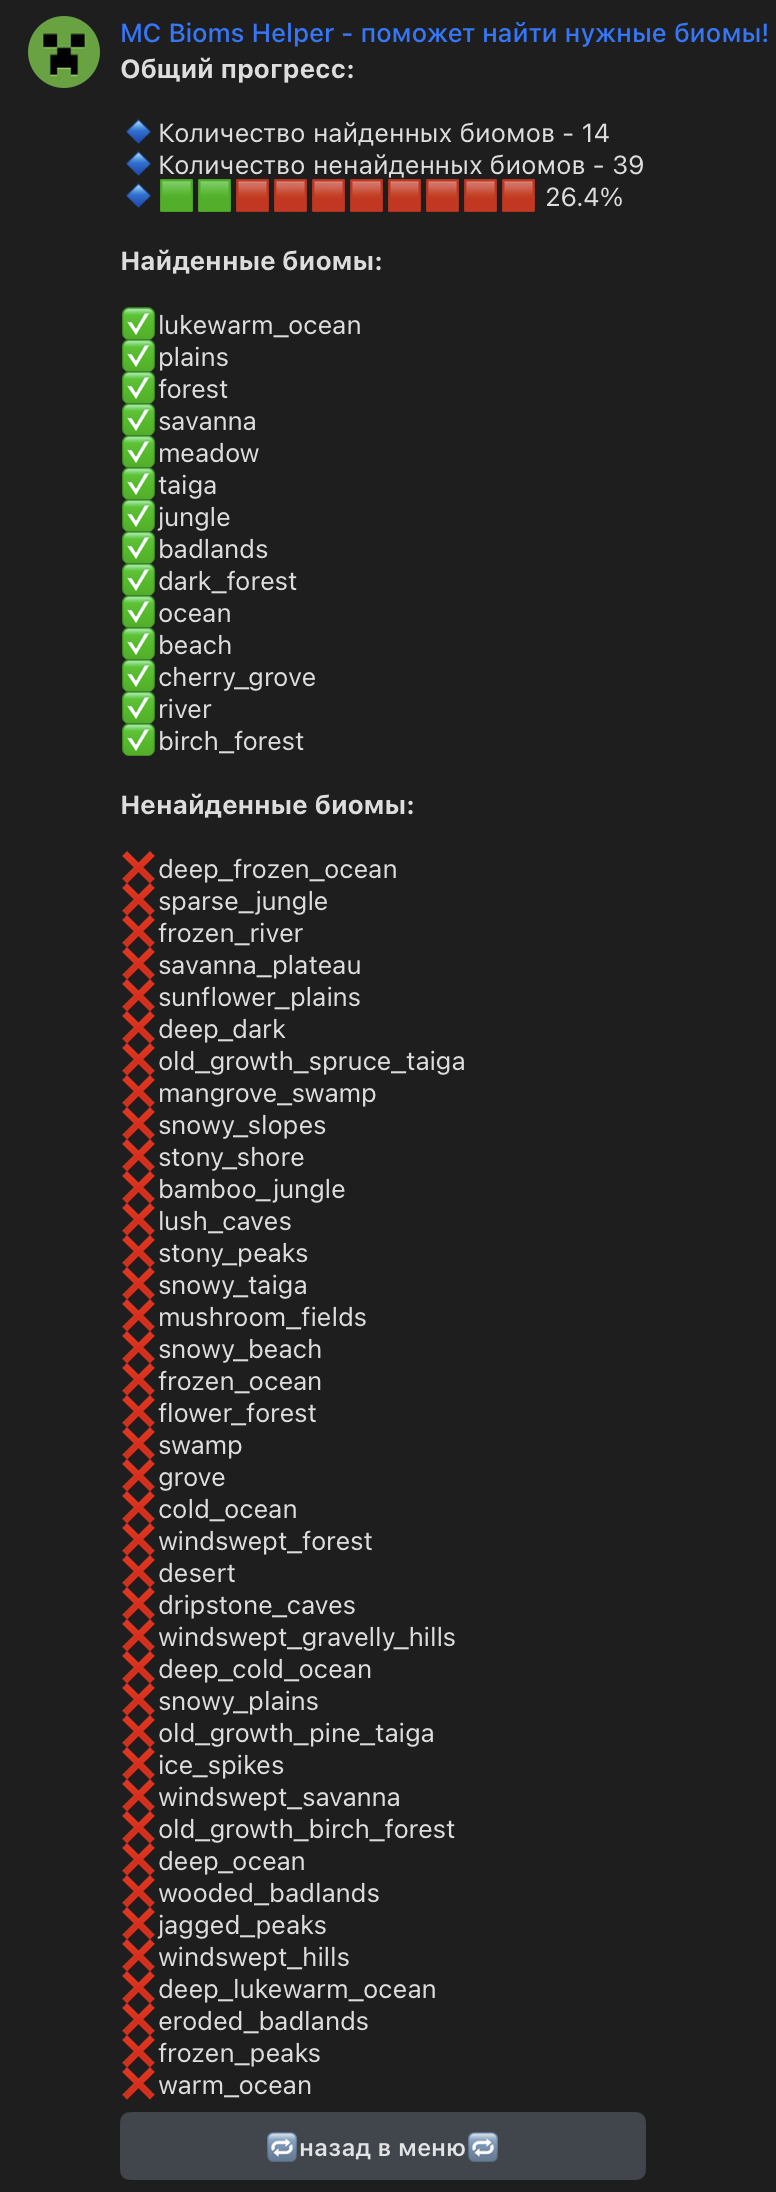 MC Bioms Helper - поможет найти нужные биомы!
Общий прогресс:
🔹 Количество найденных биомов - 14
🔹 Количество ненайденных биомов - 39
🔹 🟩🟩🟥🟥🟥🟥🟥🟥🟥🟥 26.4%
Найденные биомы:
✅lukewarm_ocean
✅plains
✅forest
✅savanna
✅meadow
✅taiga
✅jungle
✅badlands
✅dark_forest
✅ocean
✅beach
✅cherry_grove
✅river
✅birch_forest
Ненайденные биомы:
❌deep_frozen_ocean
❌sparse_jungle
❌frozen_river
❌savanna_plateau
❌sunflower_plains
❌deep_dark
❌old_growth_spruce_taiga
❌mangrove_swamp
❌snowy_slopes
❌stony_shore
❌bamboo_jungle
❌lush_caves
❌stony_peaks
❌snowy_taiga
❌mushroom_fields
❌snowy_beach
❌frozen_ocean
❌flower_forest
❌swamp
❌grove
❌cold_ocean
❌windswept_forest
❌desert
❌dripstone_caves
❌windswept_gravelly_hills
❌deep_cold_ocean
❌snowy_plains
❌old_growth_pine_taiga
❌ice_spikes
❌windswept_savanna
❌old_growth_birch_forest
❌deep_ocean
❌wooded_badlands
❌jagged_peaks
❌windswept_hills
❌deep_lukewarm_ocean
❌eroded_badlands
❌frozen_peaks
❌warm_ocean
🔁назад в меню🔁